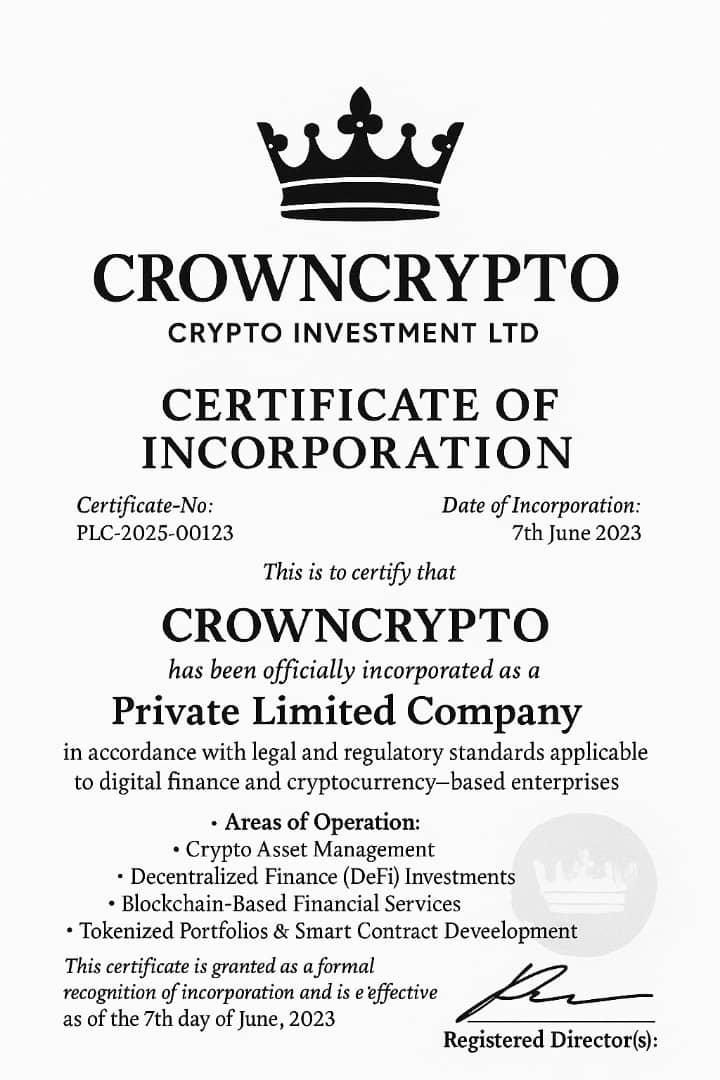 CROWNCRYPTO
CRYPTO INVESTMENT LTD
CERTIFICATE OF
INCORPORATION
Certificate-No:
PLC-2025-00123
Date of Incorporation:
7th June 2023
This is to certify that
CROWNCRYPTO
has been officially incorporated as a
Private Limited Company
in accordance with legal and regulatory standards applicable
to digital finance and cryptocurrency–based enterprises
• Areas of Operation:
• Crypto Asset Management
• Decentralized Finance (DeFi) Investments
• Blockchain-Based Financial Services
• Tokenized Portfolios & Smart Contract Deveelopment
This certificate is granted as a formal
recognition of incorporation and is e'effective
as of the 7th day of June, 2023
Registered Director(s):